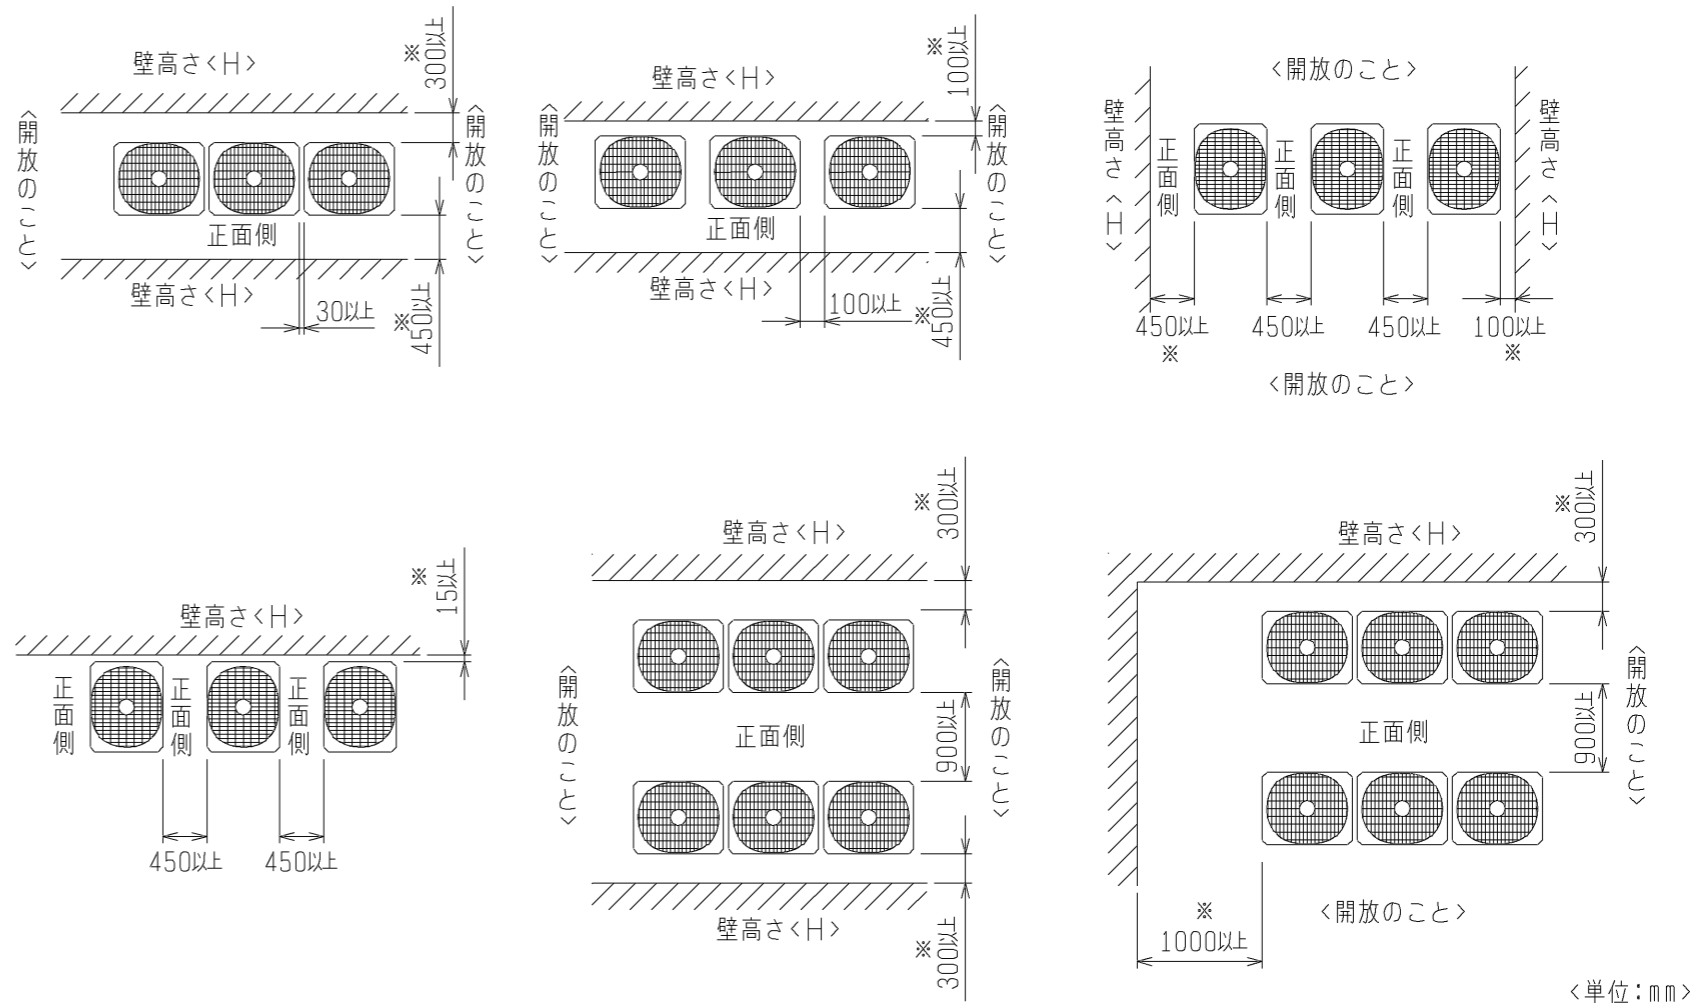 壁高さ<H>
※
300以上
<開放のこと>
<開放のこと>
正面側
壁高さ<H>
30以上
※
450以上
壁高さ<H>
※
100以上
<開放のこと>
<開放のこと>
正面側
壁高さ<H>
100以上
※
450以上
<開放のこと>
壁高さ<H>
正面側
正面側
正面側
壁高さ<H>
450以上
※
450以上
450以上
100以上
※
<開放のこと>
壁高さ<H>
※
15以上
正面側
正面側
正面側
450以上
450以上
壁高さ<H>
※
300以上
<開放のこと>
正面側
900以上
<開放のこと>
壁高さ<H>
※
300以上
壁高さ<H>
※
300以上
正面側
900以上
<開放のこと>
※
1000以上
<開放のこと>
<単位:mm>